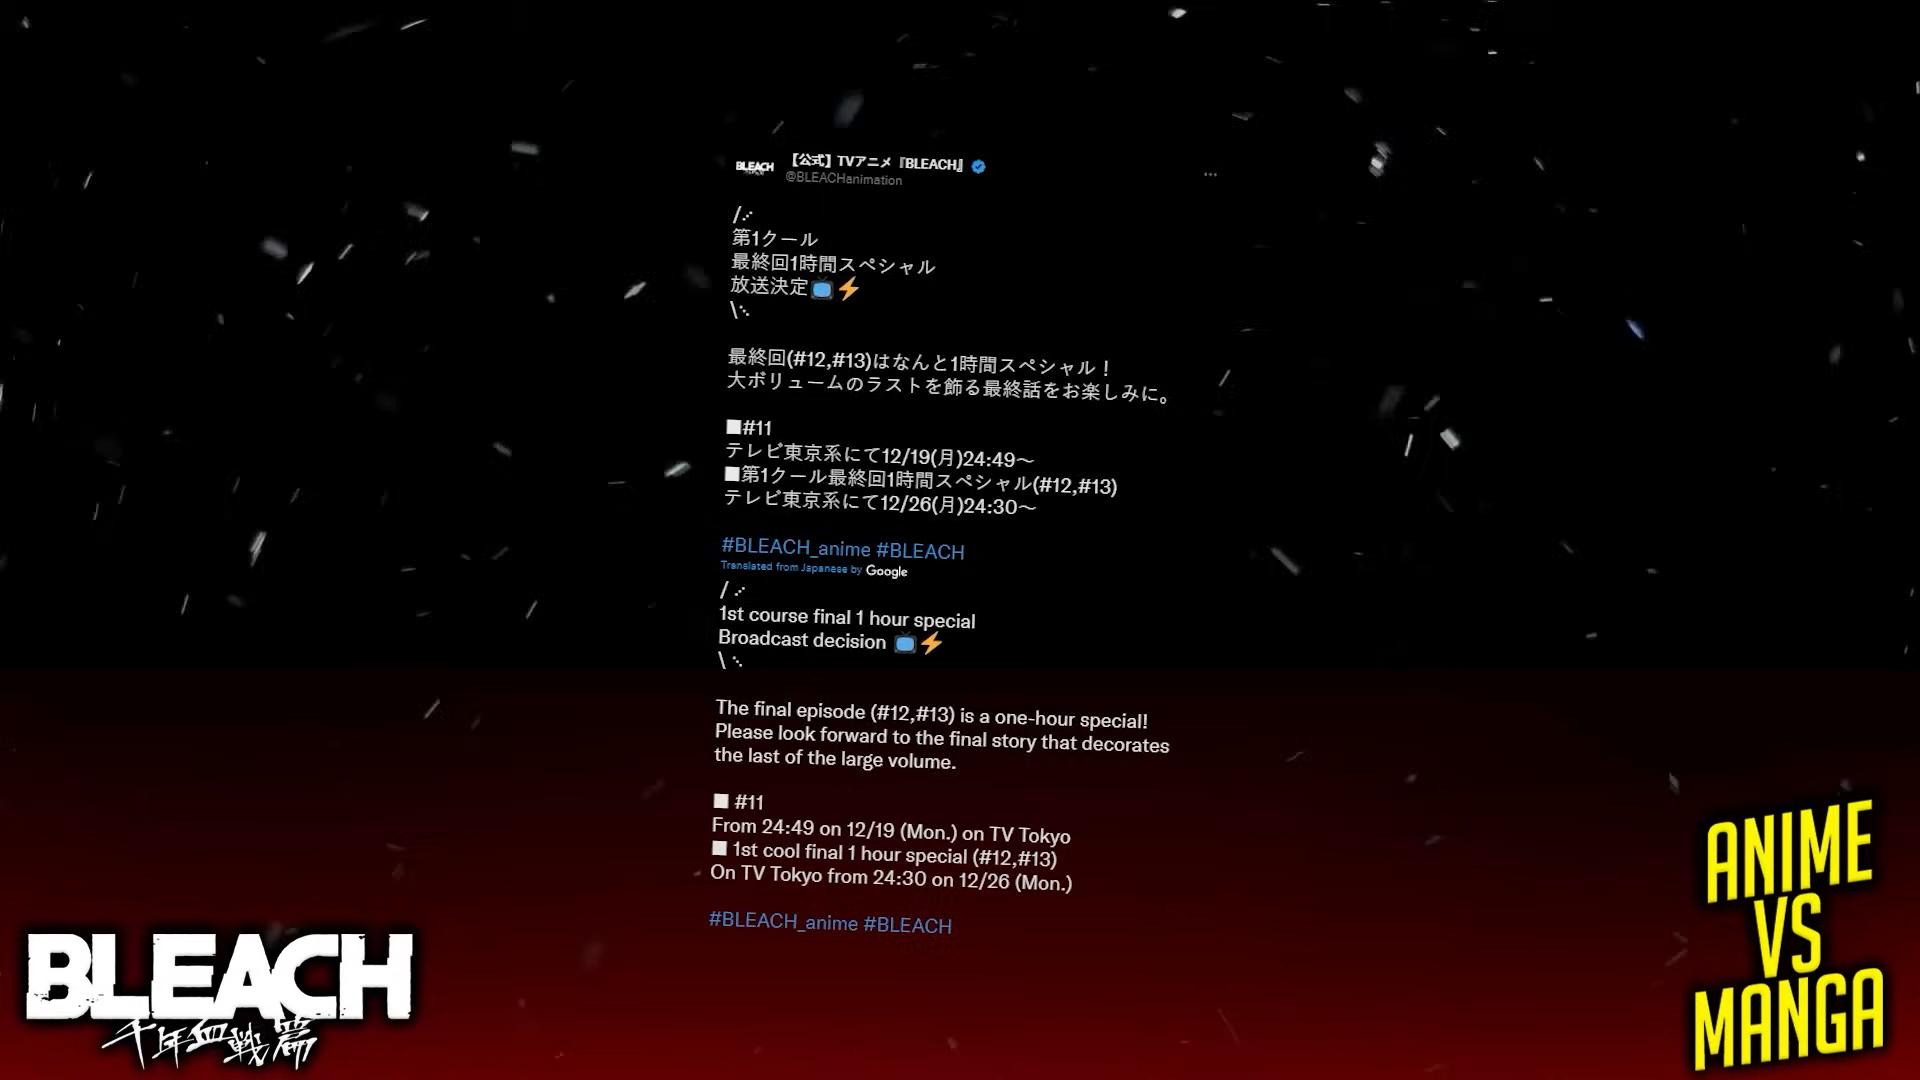 BLEACH
【公式】TVアニメ『BLEACH』
@BLEACHanimation
...
/⋰
第1クール
最終回1時間スペシャル
放送決定📺⚡
\⋱
最終回(#12,#13)はなんと1時間スペシャル！
大ボリュームのラストを飾る最終話をお楽しみに。
■#11
テレビ東京系にて12/19(月)24:49〜
■第1クール最終回1時間スペシャル(#12,#13)
テレビ東京系にて12/26(月)24:30〜
#BLEACH_anime #BLEACH
Translated from Japanese by Google
/ ⋰
1st course final 1 hour special
Broadcast decision 📺⚡
\ ⋱
The final episode (#12,#13) is a one-hour special!
Please look forward to the final story that decorates
the last of the large volume.
■ #11
From 24:49 on 12/19 (Mon.) on TV Tokyo
■ 1st cool final 1 hour special (#12,#13)
On TV Tokyo from 24:30 on 12/26 (Mon.)
#BLEACH_anime #BLEACH
BLEACH
千年血戦篇
ANIME
VS
MANGA